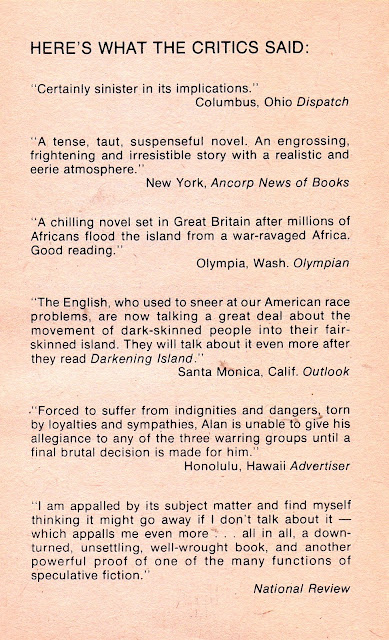 HERE'S WHAT THE CRITICS SAID:
"Certainly sinister in its implications."
Columbus, Ohio Dispatch
"A tense, taut, suspenseful novel. An engrossing,
frightening and irresistible story with a realistic and
eerie atmosphere."
New York, Ancorp News of Books
"A chilling novel set in Great Britain after millions of
Africans flood the island from a war-ravaged Africa.
Good reading."
Olympia, Wash. Olympian
"The English, who used to sneer at our American race
problems, are now talking a great deal about the
movement of dark-skinned people into their fair-
skinned island. They will talk about it even more after
they read Darkening Island."
Santa Monica, Calif. Outlook
"Forced to suffer from indignities and dangers, torn
by loyalties and sympathies, Alan is unable to give his
allegiance to any of the three warring groups until a
final brutal decision is made for him."
Honolulu, Hawaii Advertiser
"I am appalled by its subject matter and find myself
thinking it might go away if I don't talk about it —
which appalls me even more . . . all in all, a down-
turned, unsettling, well-wrought book, and another
powerful proof of one of the many functions of
speculative fiction."
National Review